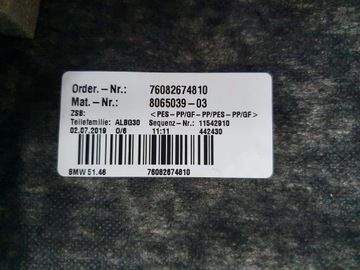 Order.-Nr.: 76082674810
Mat.-Nr.: 8065039-03
ZSB: <PES-PP/GF-PP/PES-PP/GF>
Teilefamilie: ALBG30 Sequenz-Nr.: 11542910
02.07.2019 0/6 11:11 442430
BMW 51.46 76082674810